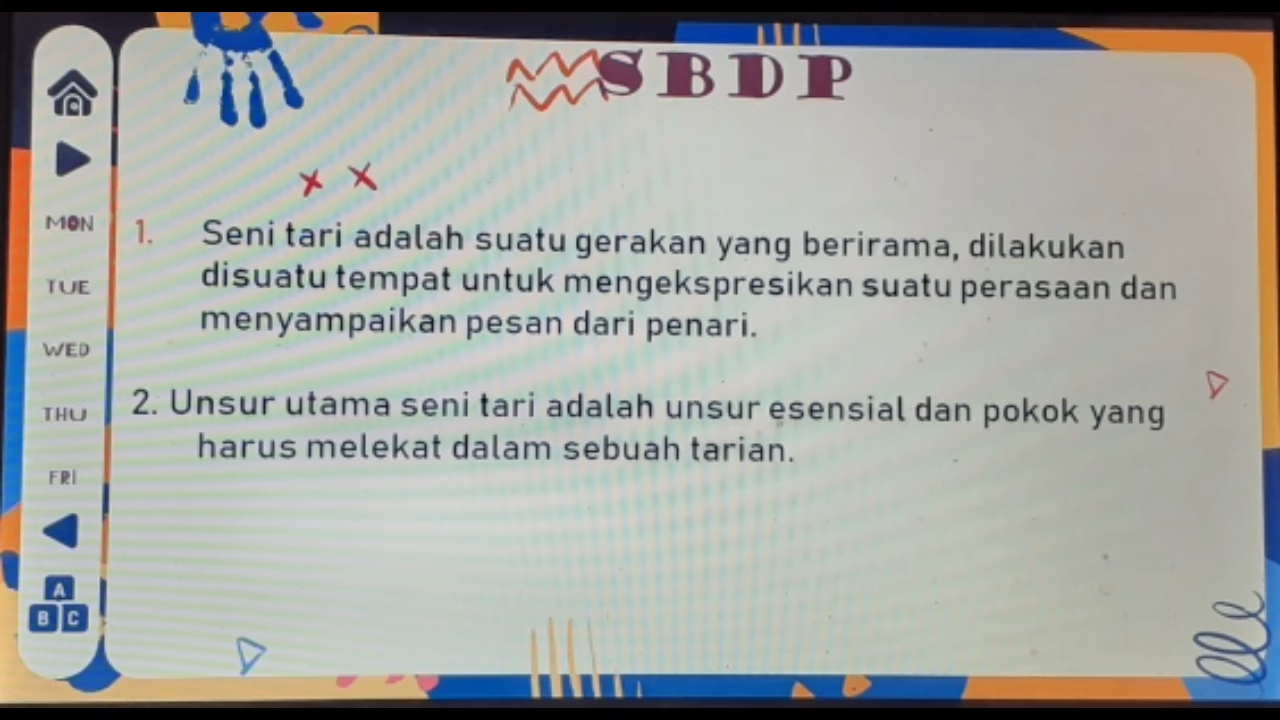 SBDP
MON
TUE
WED
THU
FRI
A
B C
1. Seni tari adalah suatu gerakan yang berirama, dilakukan
disuatu tempat untuk mengekspresikan suatu perasaan dan
menyampaikan pesan dari penari.
2. Unsur utama seni tari adalah unsur esensial dan pokok yang
harus melekat dalam sebuah tarian.